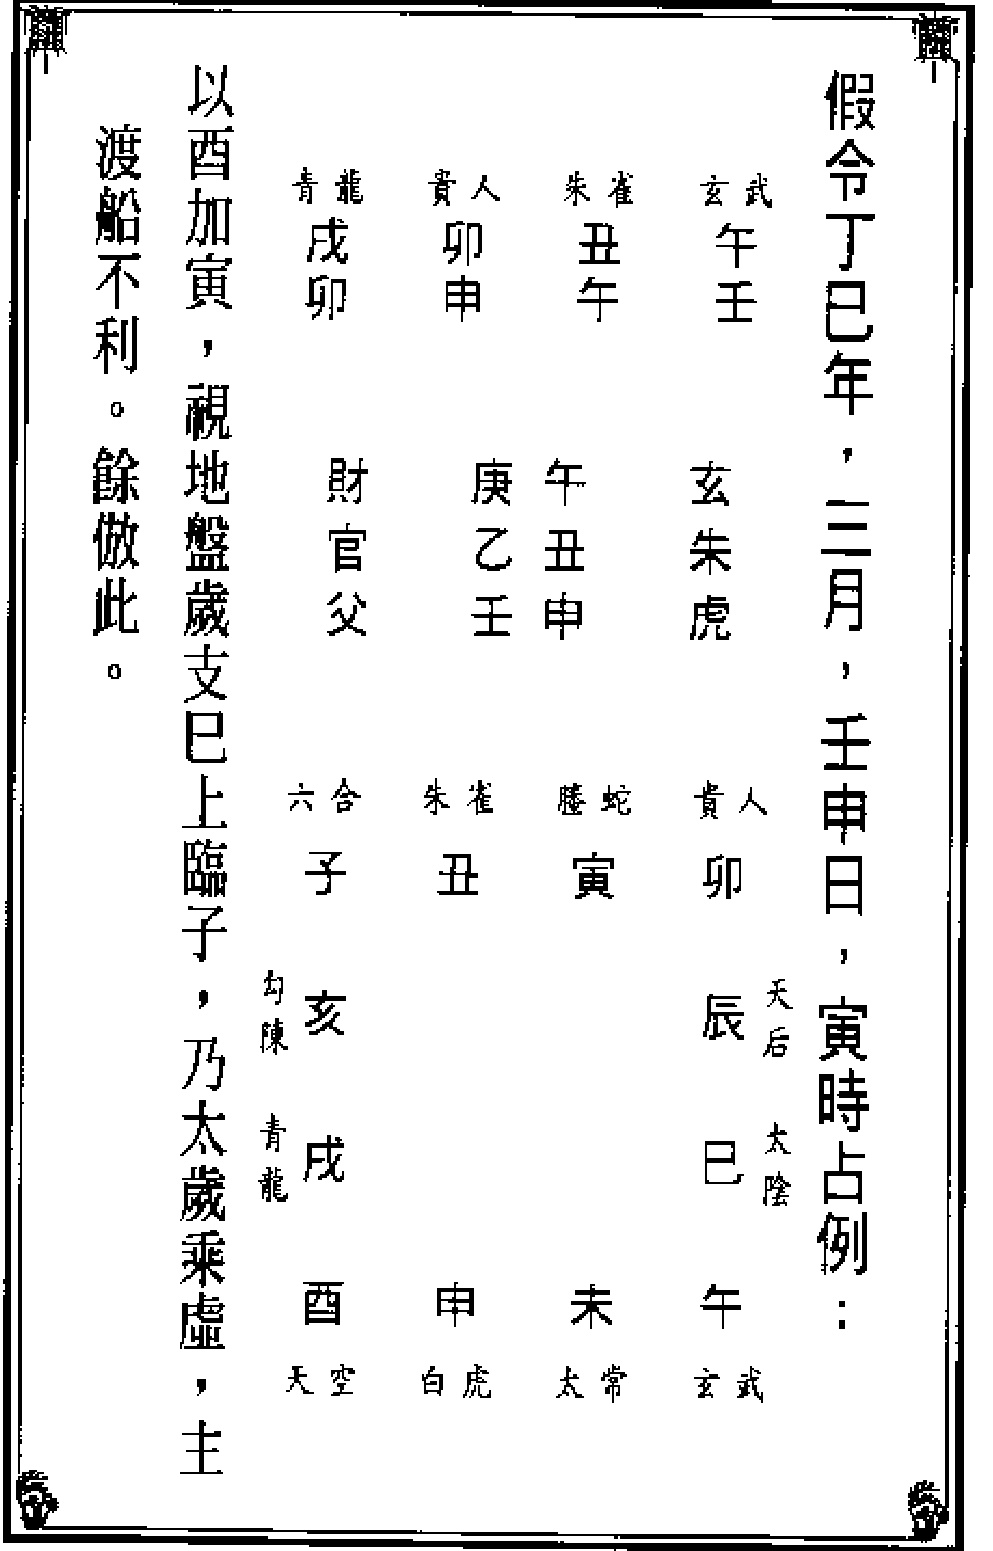 假令丁巳年，三月，壬申日，寅時占例：
青龍 貴人 朱雀 玄武
戌 卯 丑 午
卯 申 午 壬
財 庚午 玄
官 乙丑 朱
父 壬申 虎
六合 朱雀 螣蛇 貴人
子 丑 寅 卯
勾陳 亥 辰 天后
青龍 戌 巳 太陰
酉 申 未 午
天空 白虎 太常 玄武
以酉加寅，視地盤歲支巳上臨子，乃太歲乘虛，主
渡船不利。餘倣此。